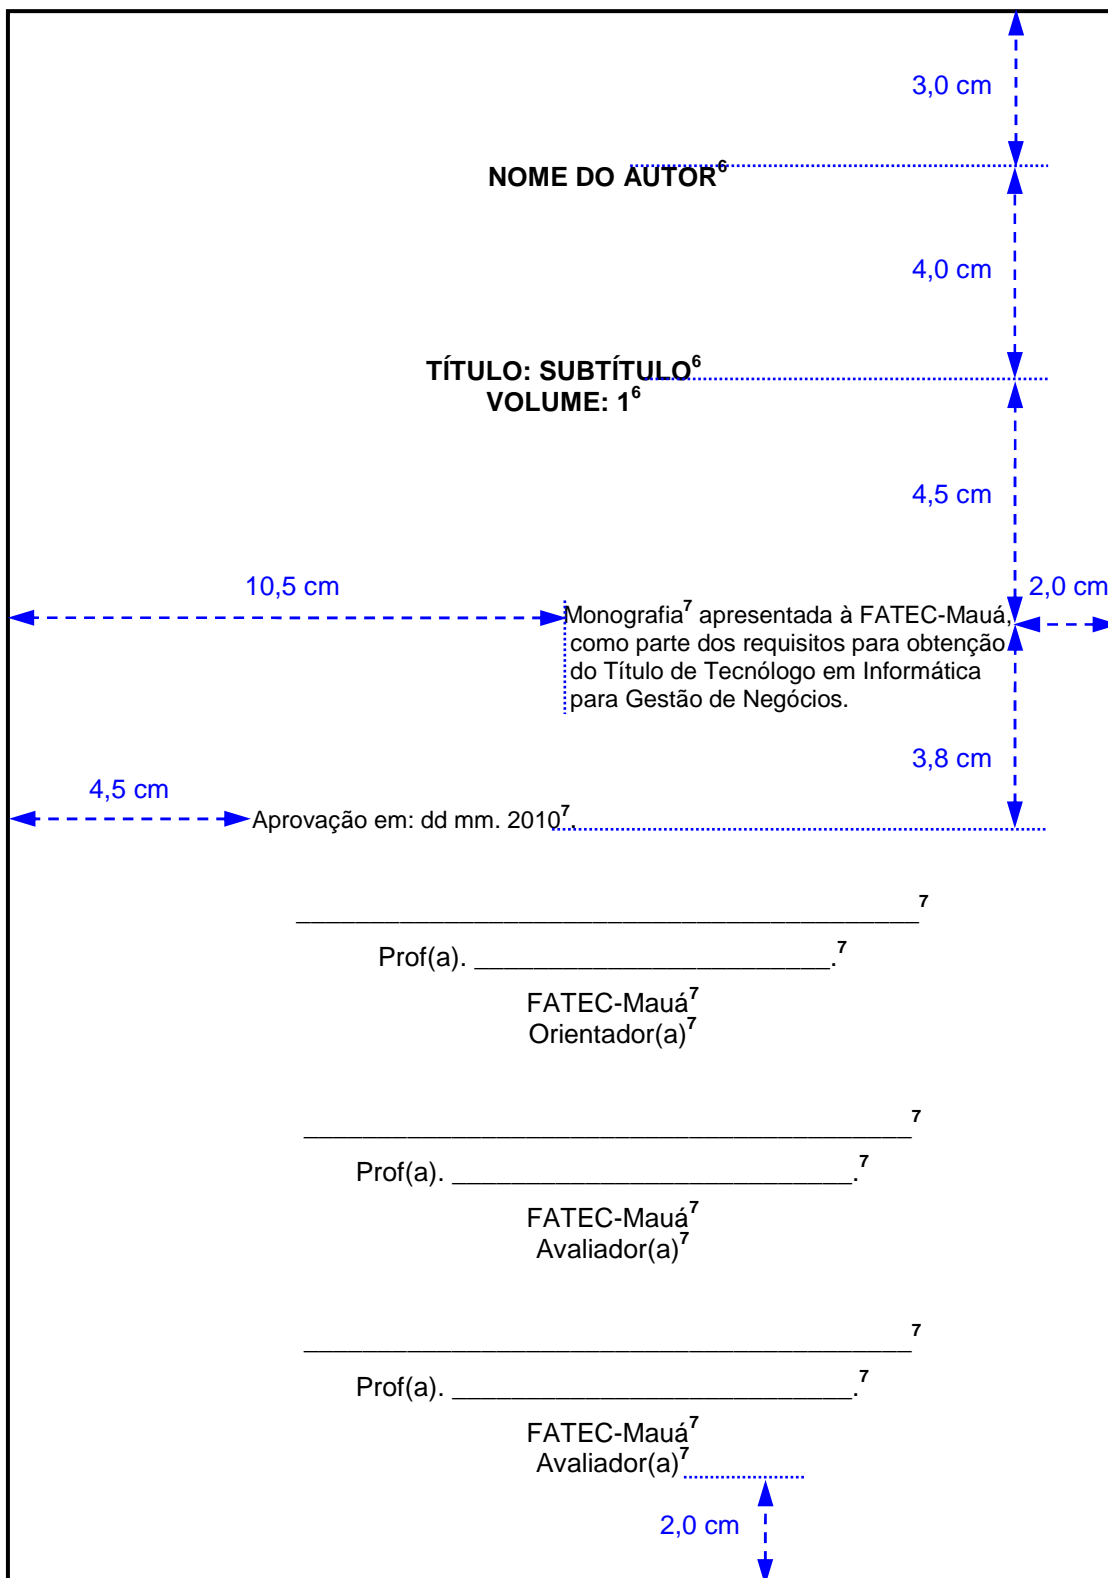 3,0 cm
NOME DO AUTOR⁶
4,0 cm
TÍTULO: SUBTÍTULO⁶
VOLUME: 1⁶
4,5 cm
10,5 cm
2,0 cm
Monografia⁷ apresentada à FATEC-Mauá,
como parte dos requisitos para obtenção
do Título de Tecnólogo em Informática
para Gestão de Negócios.
3,8 cm
4,5 cm
Aprovação em: dd mm. 2010⁷.
__________________________________________⁷
Prof(a). ________________________.⁷
FATEC-Mauá⁷
Orientador(a)⁷
_________________________________________⁷
Prof(a). ___________________________.⁷
FATEC-Mauá⁷
Avaliador(a)⁷
_________________________________________⁷
Prof(a). ___________________________.⁷
FATEC-Mauá⁷
Avaliador(a)⁷
2,0 cm